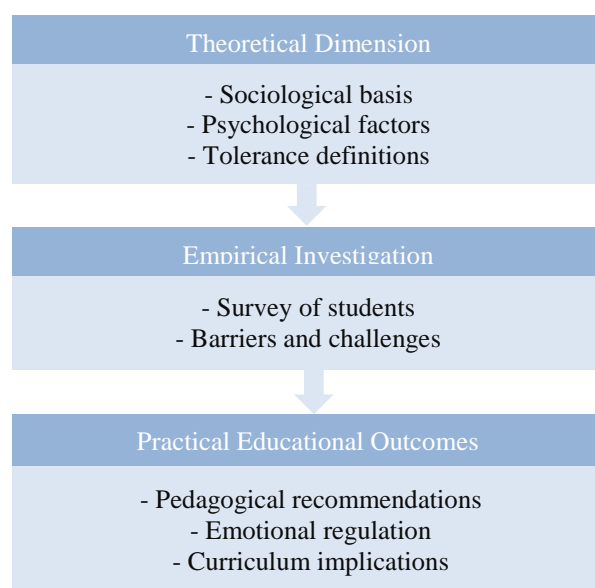 Theoretical Dimension
- Sociological basis
- Psychological factors
- Tolerance definitions
Empirical Investigation
- Survey of students
- Barriers and challenges
Practical Educational Outcomes
- Pedagogical recommendations
- Emotional regulation
- Curriculum implications